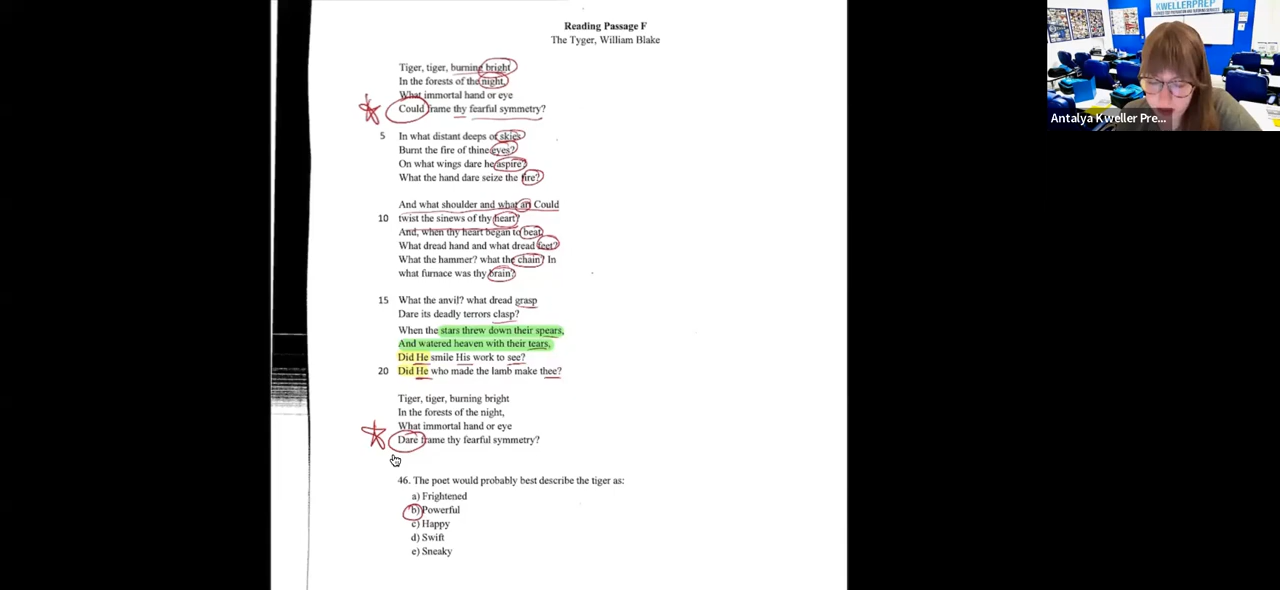 Reading Passage F
The Tyger, William Blake
Tiger, tiger, burning bright
In the forests of the night,
What immortal hand or eye
Could frame thy fearful symmetry?
5 In what distant deeps of skies
Burnt the fire of thine eyes?
On what wings dare he aspire?
What the hand dare seize the fire?
And what shoulder and what art Could
10 twist the sinews of thy heart?
And, when thy heart began to beat,
What dread hand and what dread feet?
What the hammer? what the chain? In
what furnace was thy brain?
15 What the anvil? what dread grasp
Dare its deadly terrors clasp?
When the stars threw down their spears,
And watered heaven with their tears,
Did He smile His work to see?
20 Did He who made the lamb make thee?
Tiger, tiger, burning bright
In the forests of the night,
What immortal hand or eye
Dare frame thy fearful symmetry?
46. The poet would probably best describe the tiger as:
a) Frightened
b) Powerful
c) Happy
d) Swift
e) Sneaky
KWELLERPREP
Antalya Kweller Pre...